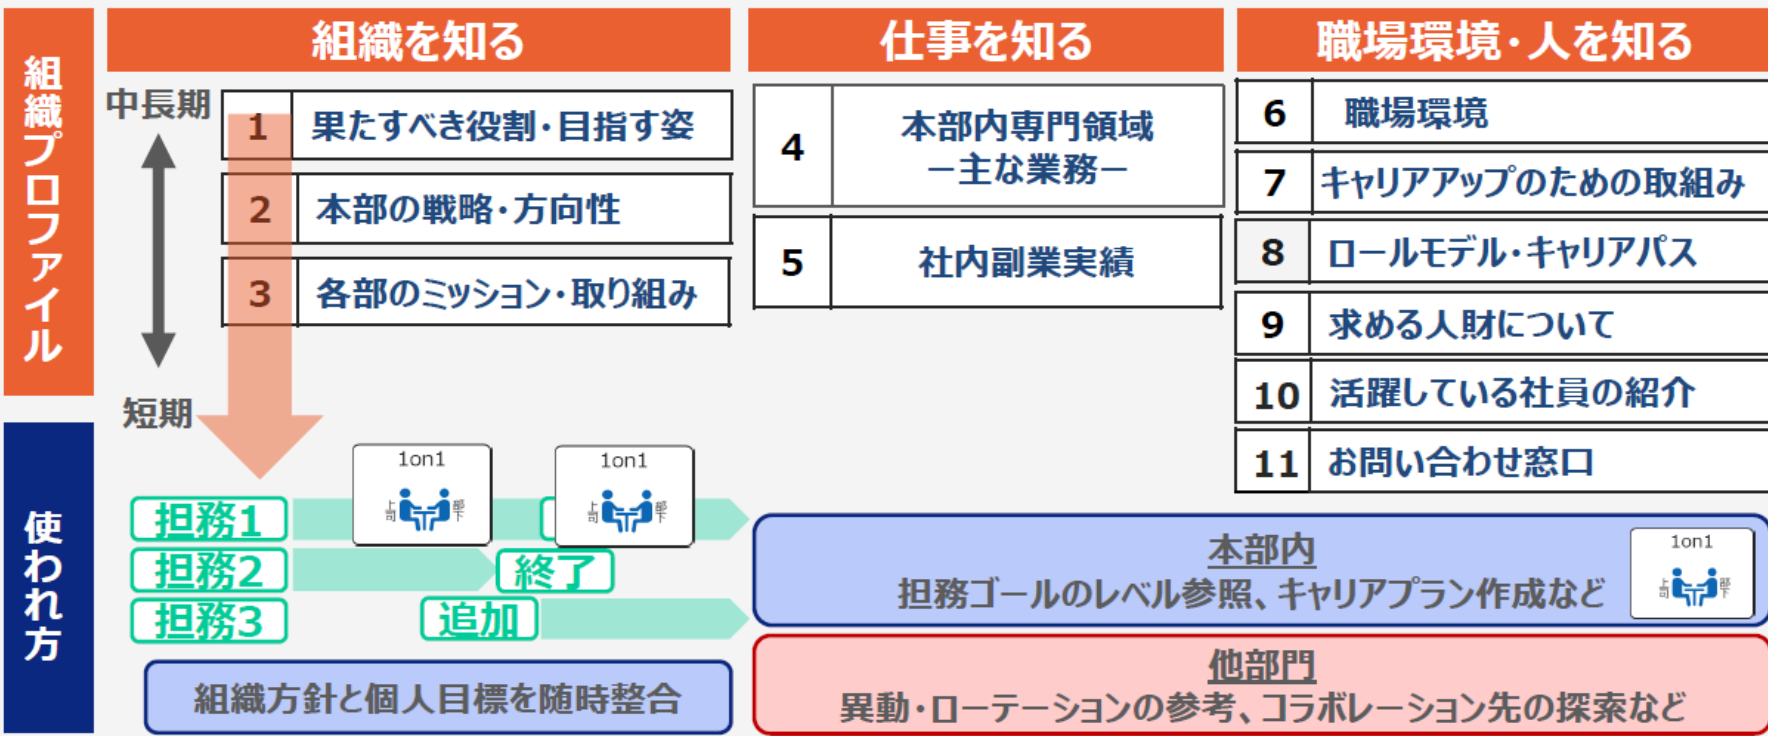 組織プロファイル
組織を知る
中長期
短期
1 果たすべき役割・目指す姿
2 本部の戦略・方向性
3 各部のミッション・取り組み
仕事を知る
4 本部内専門領域
－主な業務－
5 社内副業実績
職場環境・人を知る
6 職場環境
7 キャリアアップのための取組み
8 ロールモデル・キャリアパス
9 求める人財について
10 活躍している社員の紹介
11 お問い合わせ窓口
使われ方
担務1
1on1
上司 部下
1on1
上司 部下
担務2
終了
担務3
追加
組織方針と個人目標を随時整合
本部内
担務ゴールのレベル参照、キャリアプラン作成など
1on1
上司 部下
他部門
異動・ローテーションの参考、コラボレーション先の探索など